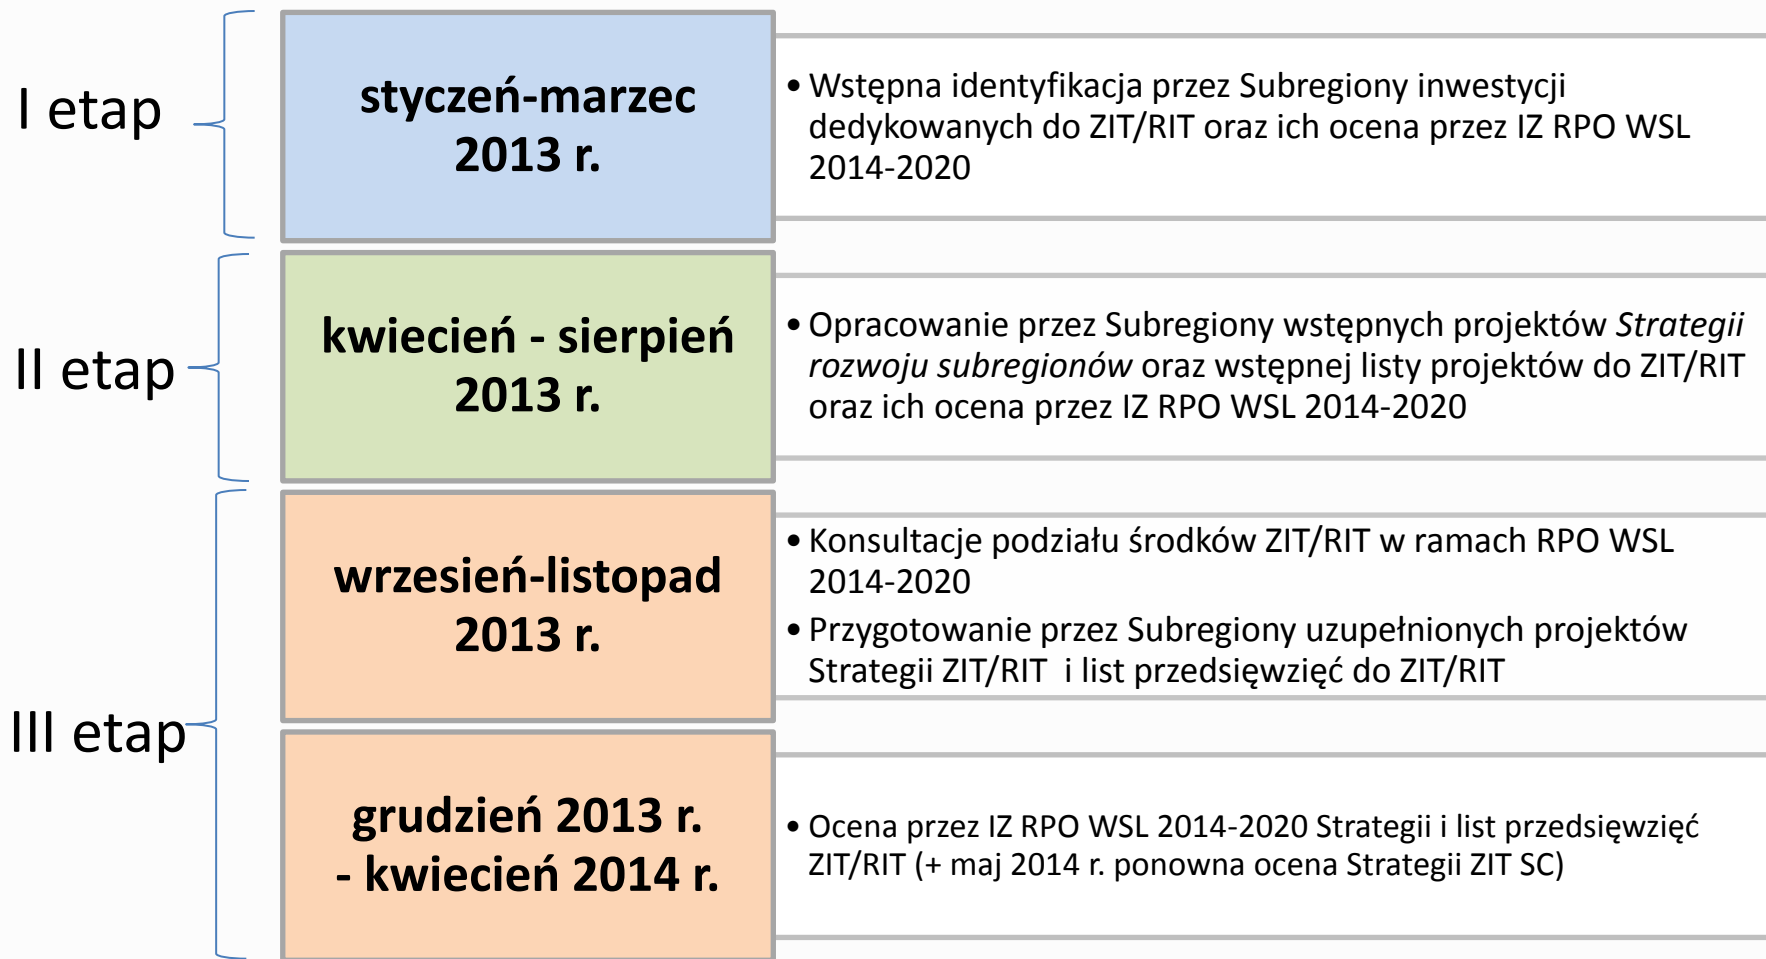 I etap
styczeń-marzec
2013 r.
• Wstępna identyfikacja przez Subregiony inwestycji
dedykowanych do ZIT/RIT oraz ich ocena przez IZ RPO WSL
2014-2020
II etap
kwiecień - sierpień
2013 r.
• Opracowanie przez Subregiony wstępnych projektów Strategii
rozwoju subregionów oraz wstępnej listy projektów do ZIT/RIT
oraz ich ocena przez IZ RPO WSL 2014-2020
III etap
wrzesień-listopad
2013 r.
• Konsultacje podziału środków ZIT/RIT w ramach RPO WSL
2014-2020
• Przygotowanie przez Subregiony uzupełnionych projektów
Strategii ZIT/RIT i list przedsięwzięć do ZIT/RIT
grudzień 2013 r.
- kwiecień 2014 r.
• Ocena przez IZ RPO WSL 2014-2020 Strategii i list przedsięwzięć
ZIT/RIT (+ maj 2014 r. ponowna ocena Strategii ZIT SC)